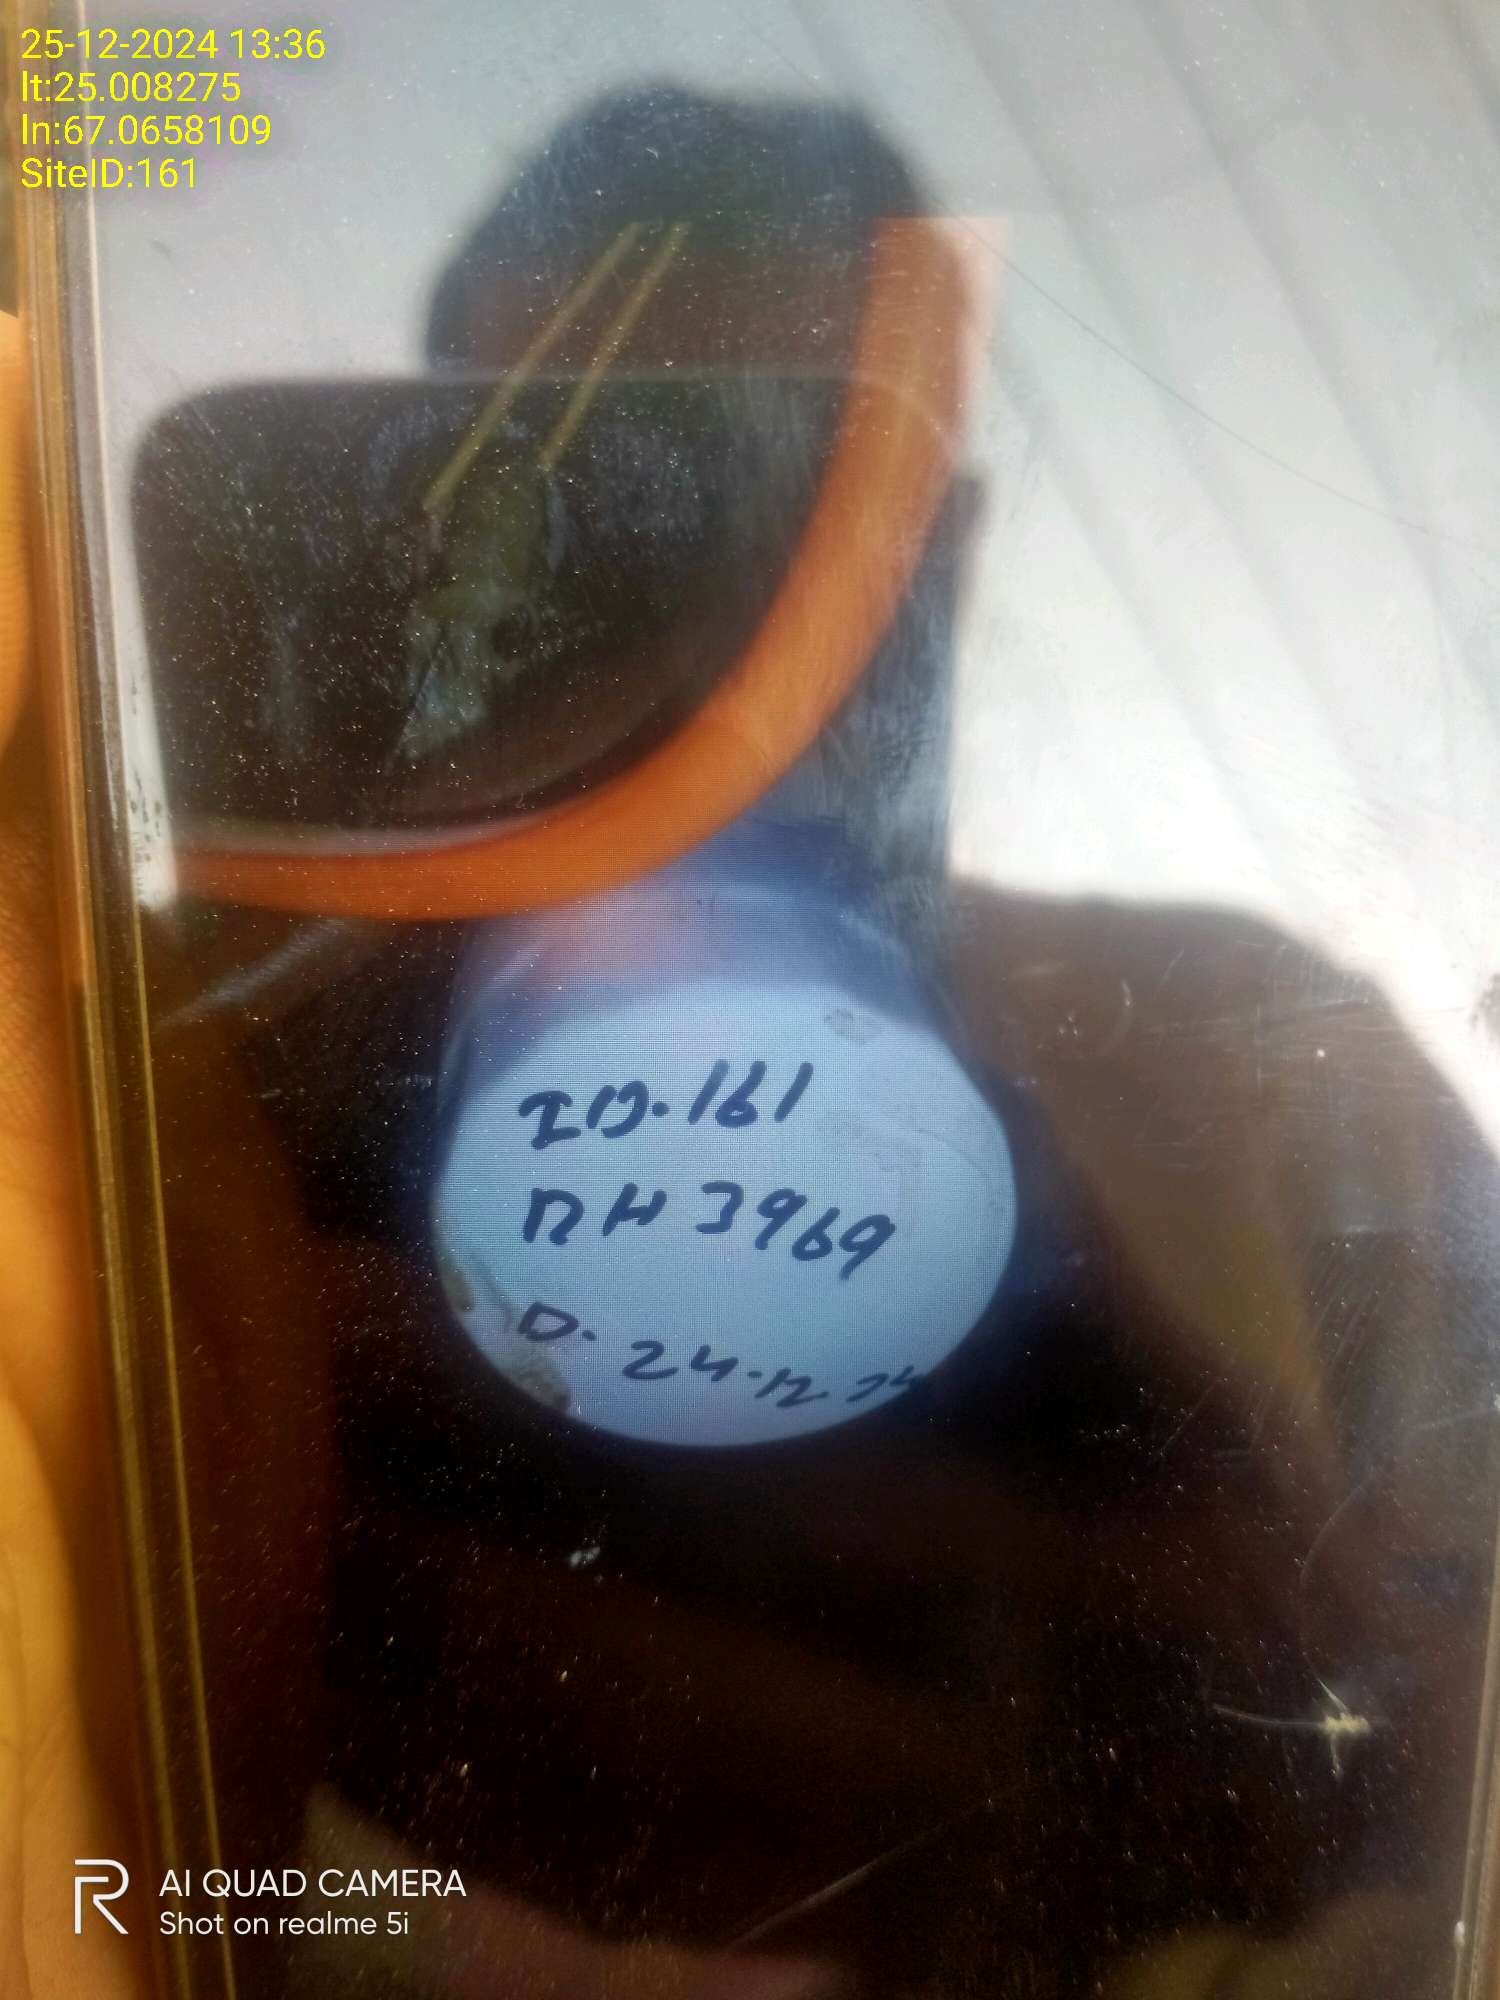 25-12-2024 13:36
lt:25.008275
ln:67.0658109
SiteID:161
ID.161
RH 3969
D. 24.12.24
AI QUAD CAMERA
Shot on realme 5i